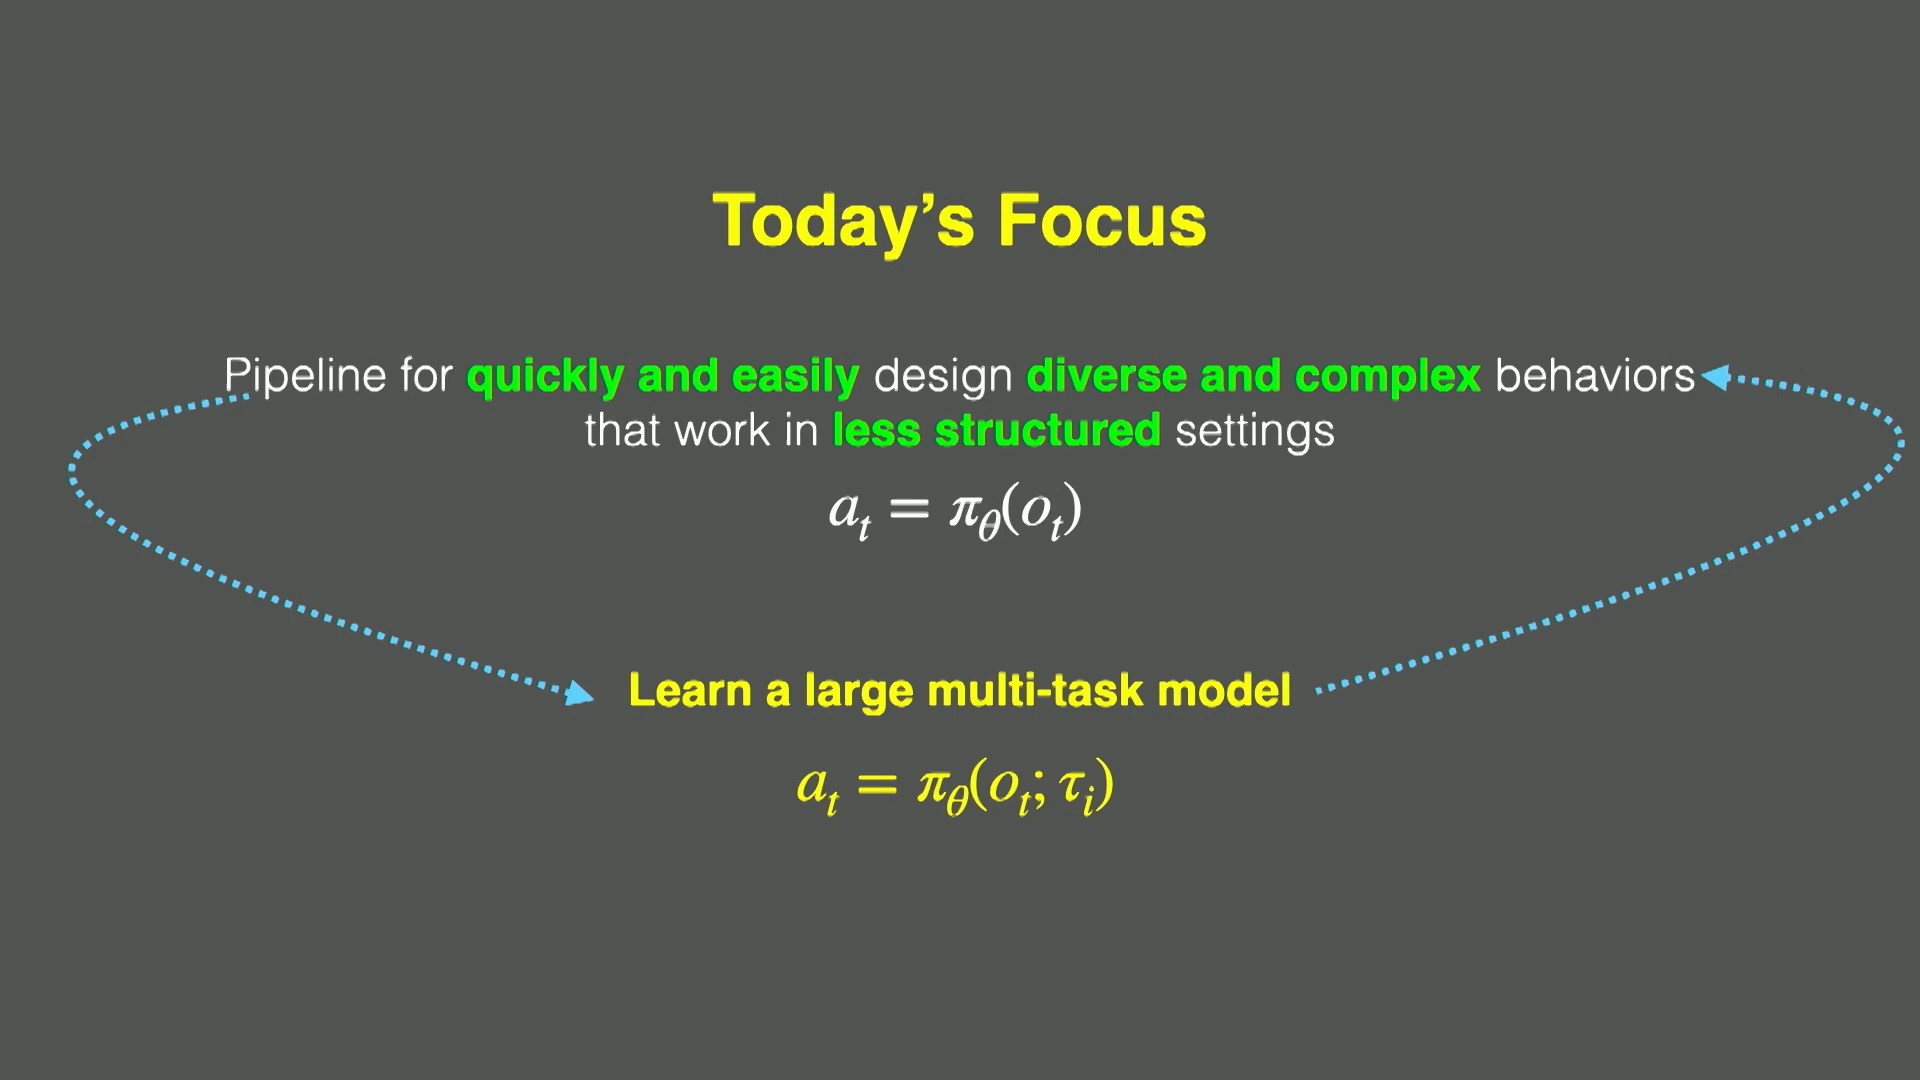 Today’s Focus
Pipeline for quickly and easily design diverse and complex behaviors
that work in less structured settings
a_t = π_θ(o_t)
Learn a large multi-task model
a_t = π_θ(o_t; τ_i)